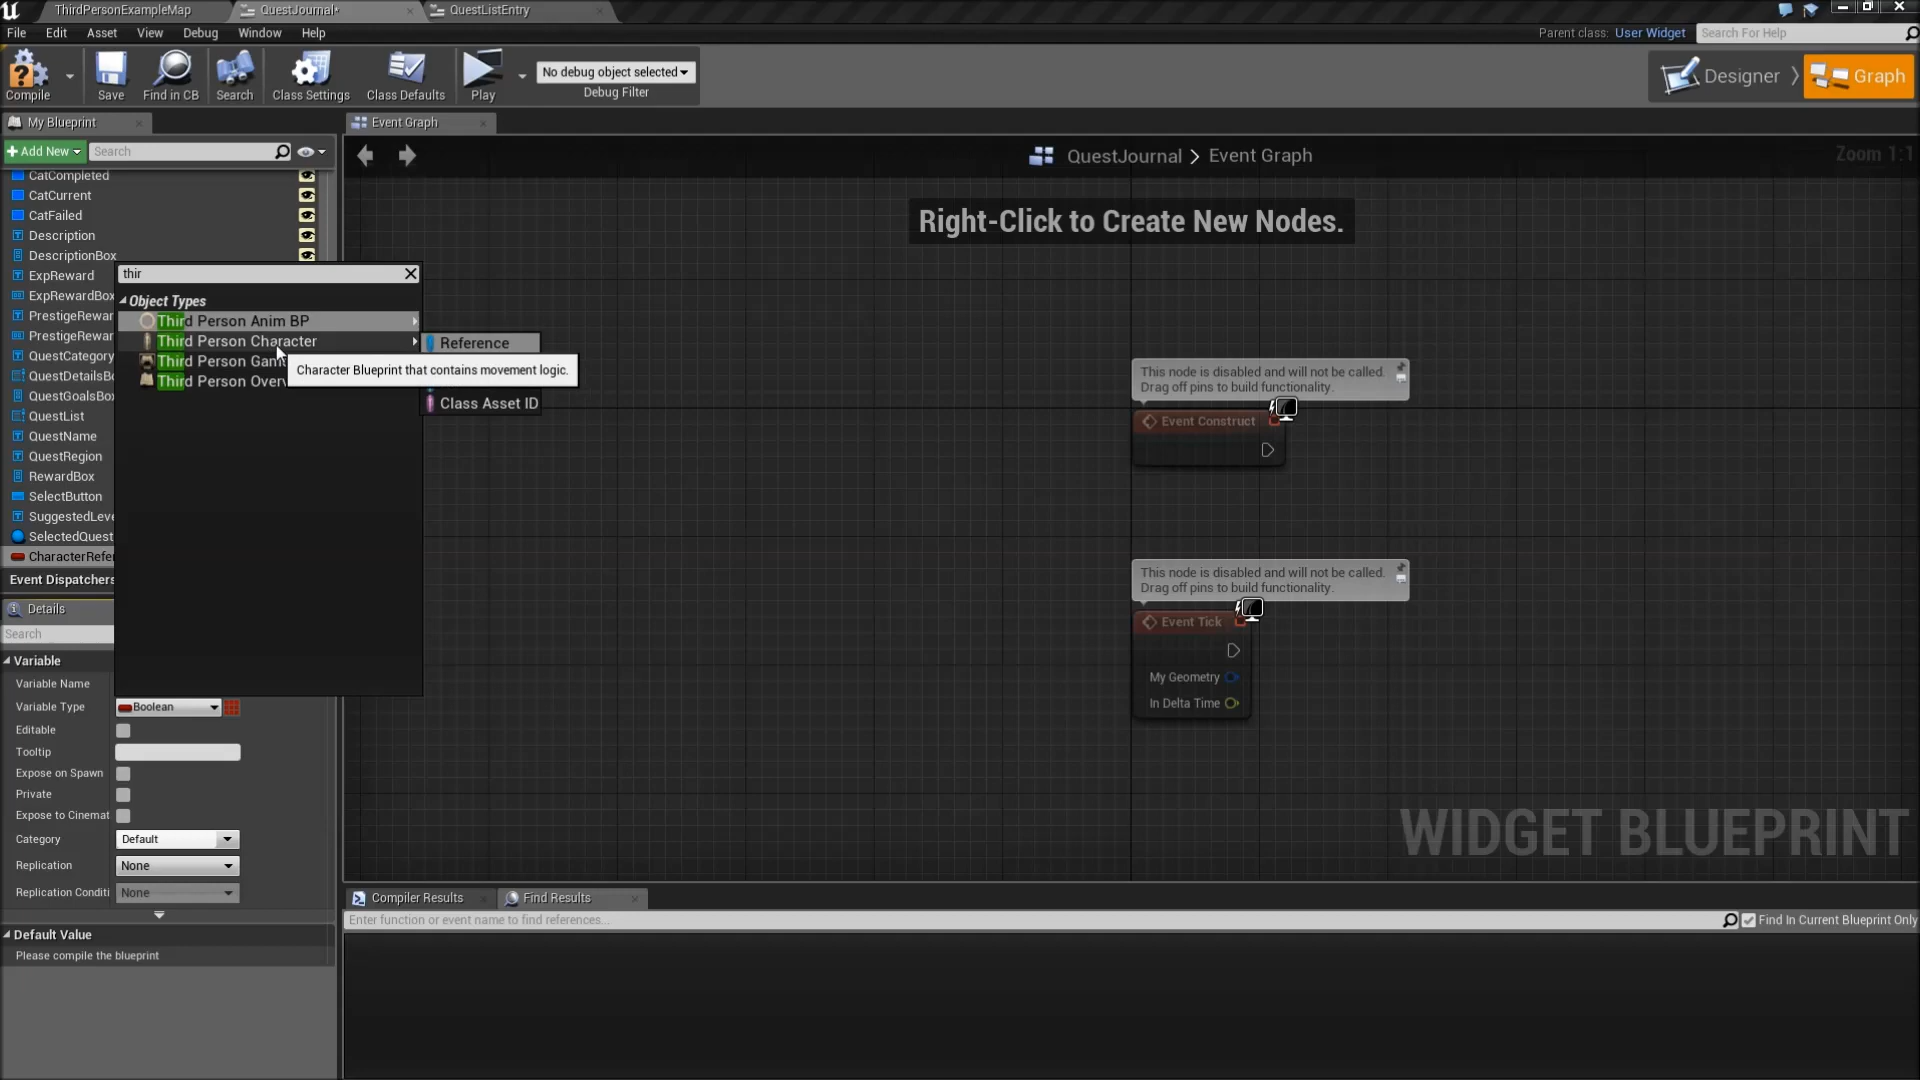 ThirdPersonExampleMap
QuestJournal*
QuestListEntry
File Edit Asset View Debug Window Help
Parent class: User Widget
Search For Help
Compile
Save
Find in CB
Search
Class Settings
Class Defaults
Play
No debug object selected
Debug Filter
Designer
Graph
My Blueprint
Event Graph
Add New
Search
QuestJournal > Event Graph
Zoom 1:1
Right-Click to Create New Nodes.
CatCompleted
CatCurrent
CatFailed
Description
DescriptionBox
ExpReward
ExpRewardBox
PrestigeRewar
PrestigeRewar
QuestCategory
QuestDetailsBo
QuestGoalsBox
QuestList
QuestName
QuestRegion
RewardBox
SelectButton
SuggestedLeve
SelectedQuest
CharacterRefer
Event Dispatchers
thir
Object Types
Third Person Anim BP
Third Person Character
Third Person Gam
Third Person Overv
Reference
Character Blueprint that contains movement logic.
Class Asset ID
This node is disabled and will not be called.
Drag off pins to build functionality.
Event Construct
This node is disabled and will not be called.
Drag off pins to build functionality.
Event Tick
My Geometry
In Delta Time
WIDGET BLUEPRINT
Details
Search
Variable
Variable Name
Variable Type Boolean
Editable
Tooltip
Expose on Spawn
Private
Expose to Cinemat
Category Default
Replication None
Replication Conditi None
Default Value
Please compile the blueprint
Compiler Results
Find Results
Enter function or event name to find references...
Find In Current Blueprint Only